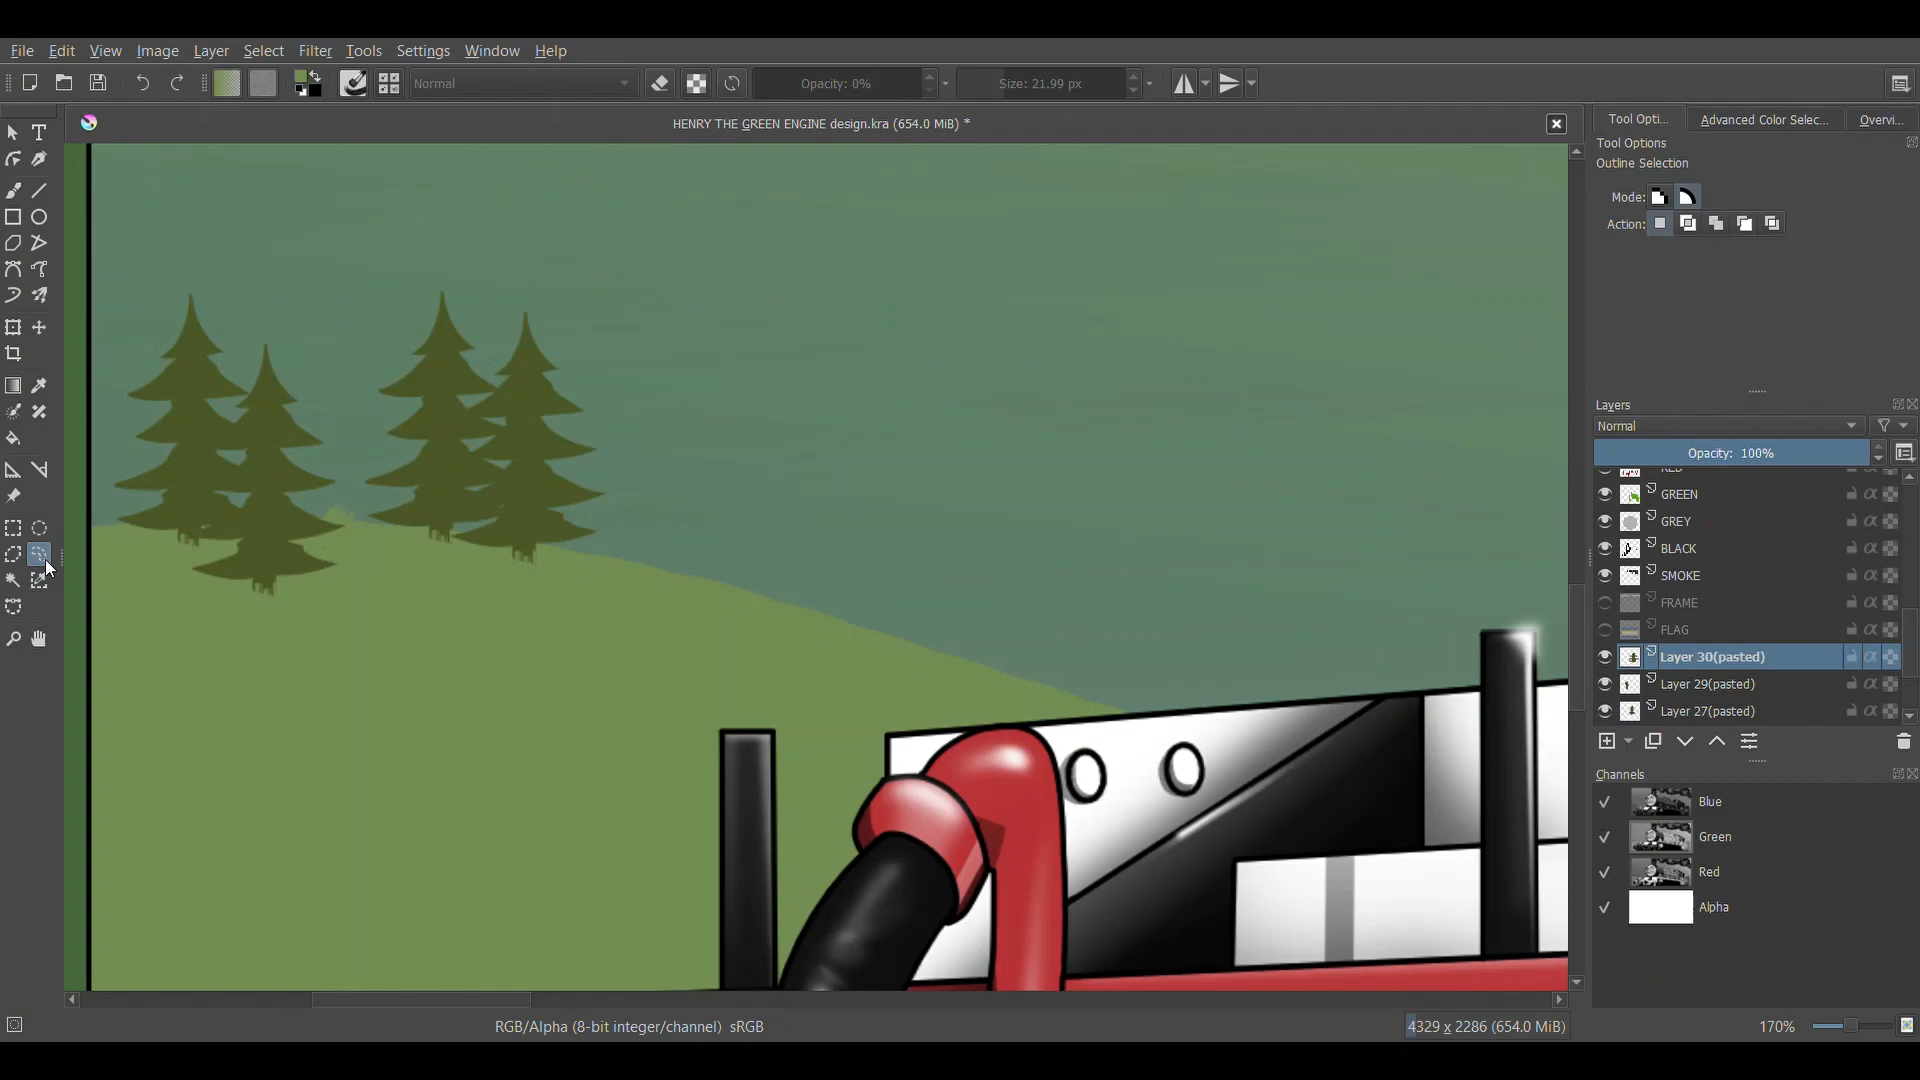 File Edit View Image Layer Select Filter Tools Settings Window Help
Normal
Opacity: 0%
Size: 21.99 px
HENRY THE GREEN ENGINE design.kra (654.0 MiB) *
Tool Opti...
Advanced Color Selec...
Overvi...
Tool Options
Outline Selection
Mode:
Action:
Layers
Normal
Opacity: 100%
RED
GREEN
GREY
BLACK
SMOKE
FRAME
FLAG
Layer 30(pasted)
Layer 29(pasted)
Layer 27(pasted)
Channels
Blue
Green
Red
Alpha
RGB/Alpha (8-bit integer/channel) sRGB
4329 x 2286 (654.0 MiB)
170%